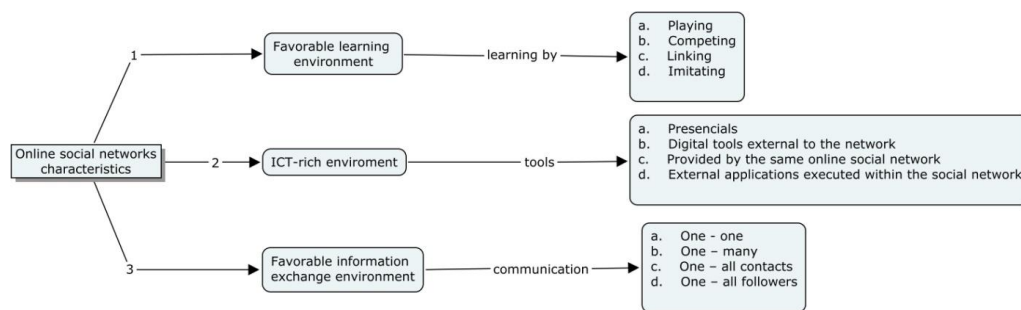 Online social networks
characteristics
1
Favorable learning
environment
learning by
a. Playing
b. Competing
c. Linking
d. Imitating
2
ICT-rich enviroment
tools
a. Presencials
b. Digital tools external to the network
c. Provided by the same online social network
d. External applications executed within the social network
3
Favorable information
exchange environment
communication
a. One - one
b. One – many
c. One – all contacts
d. One – all followers